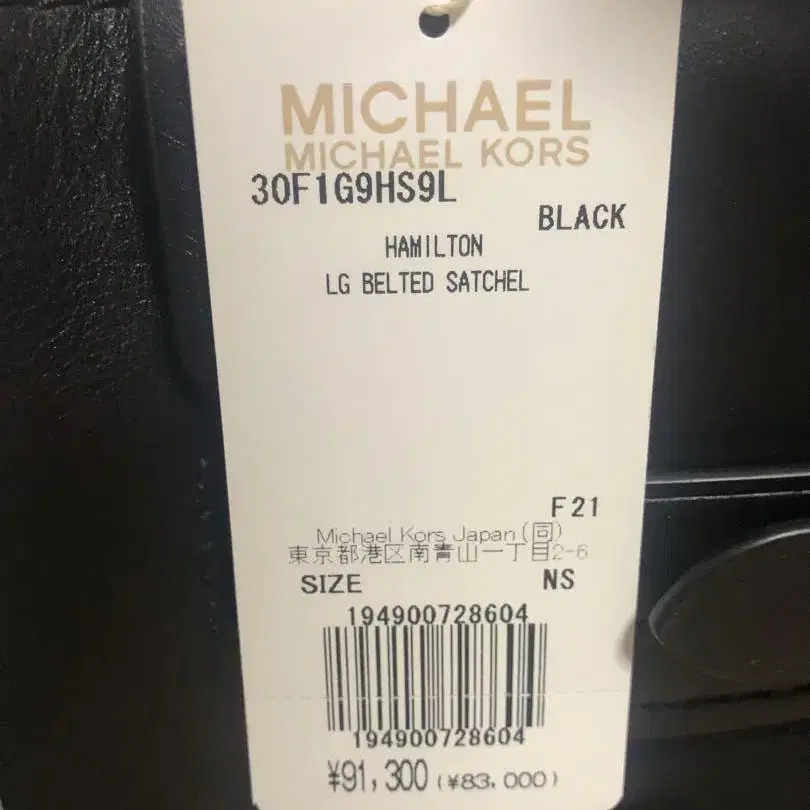 MICHAEL
MICHAEL KORS
30F1G9HS9L
BLACK
HAMILTON
LG BELTED SATCHEL
F21
Michael Kors Japan(同)
東京都港区南青山一丁目2-6
SIZE NS
194900728604
194900728604
¥91,300(¥83,000)